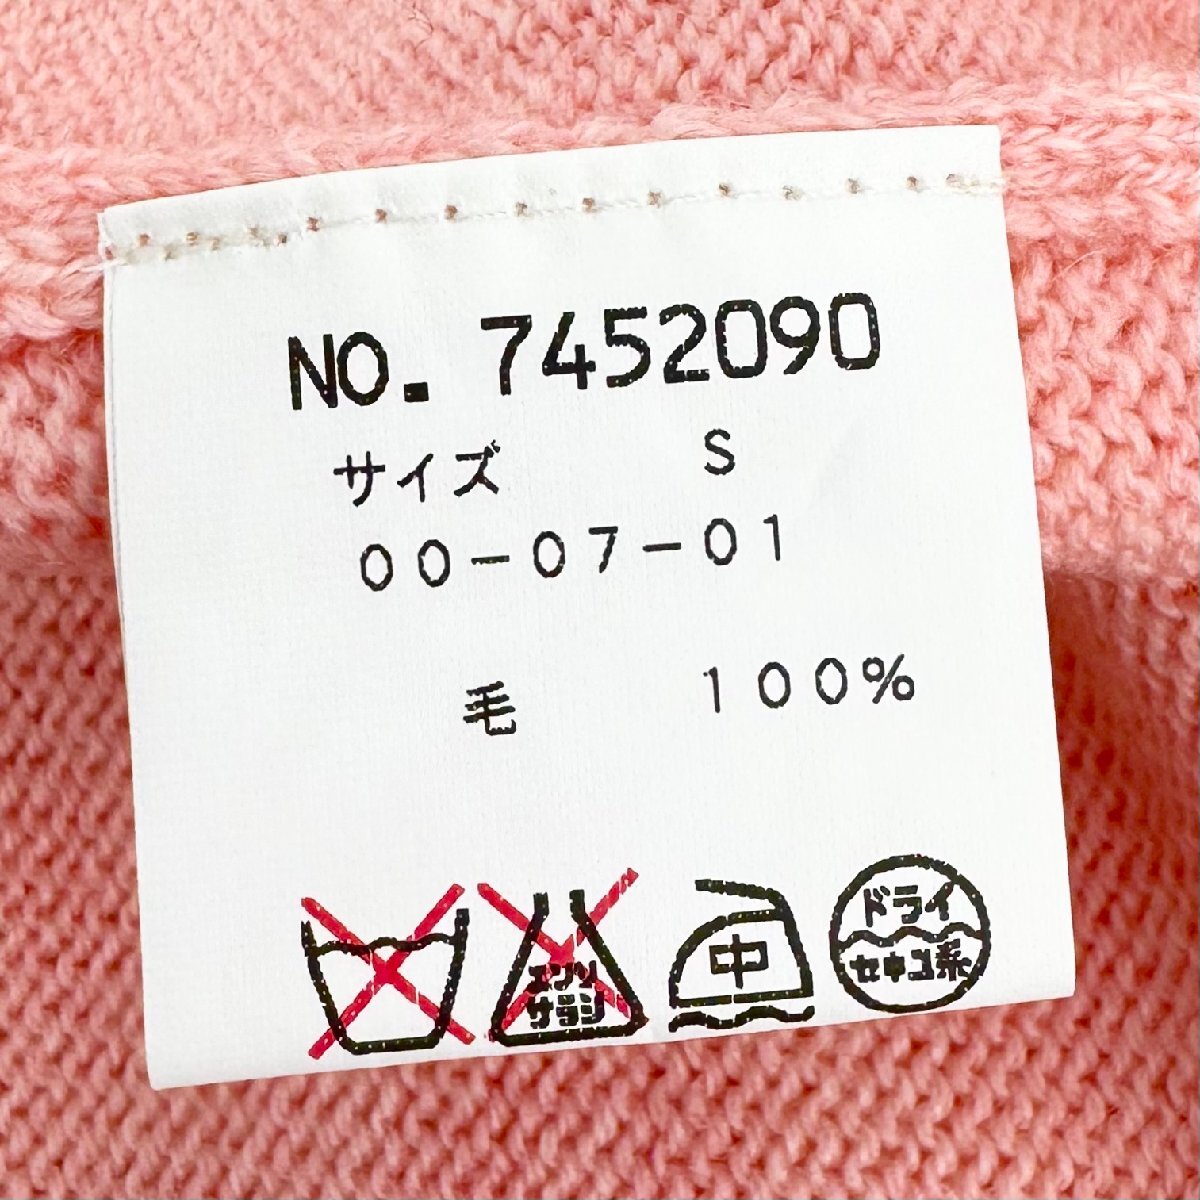 NO. 7452090
サイズ S
00-07-01
毛 100%
エンソ
サラシ
中
ドライ
セキユ系